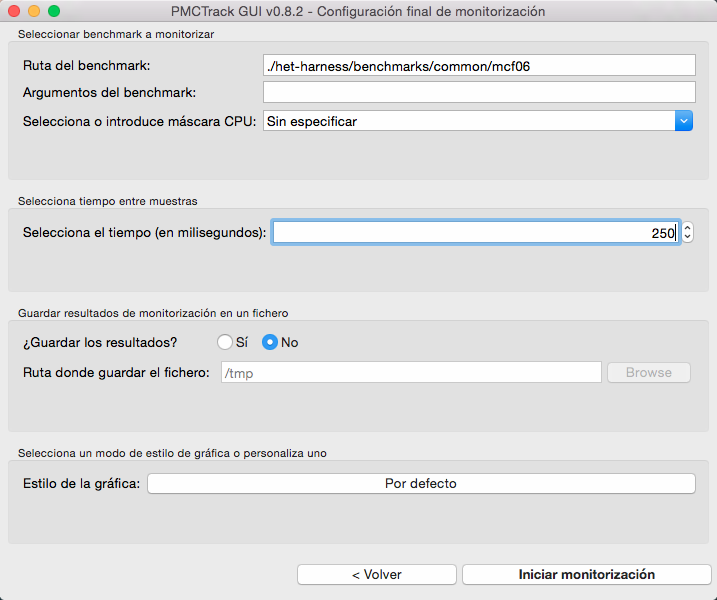 PMCTrack GUI v0.8.2 - Configuración final de monitorización
Seleccionar benchmark a monitorizar
Ruta del benchmark: ./het-harness/benchmarks/common/mcf06
Argumentos del benchmark:
Selecciona o introduce máscara CPU: Sin especificar
Selecciona tiempo entre muestras
Selecciona el tiempo (en milisegundos): 250
Guardar resultados de monitorización en un fichero
¿Guardar los resultados? Sí No
Ruta donde guardar el fichero: /tmp Browse
Selecciona un modo de estilo de gráfica o personaliza uno
Estilo de la gráfica: Por defecto
< Volver Iniciar monitorización